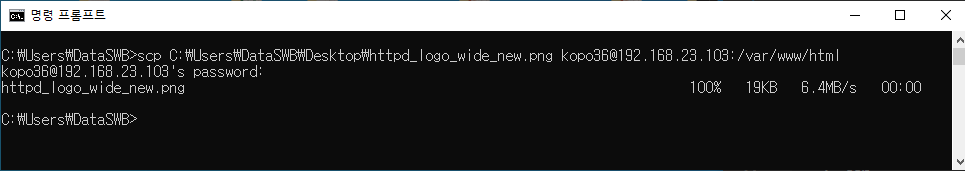 명령 프롬프트
C:₩Users₩DataSWB>scp C:₩Users₩DataSWB₩Desktop₩httpd_logo_wide_new.png kopo36@192.168.23.103:/var/www/html
kopo36@192.168.23.103's password:
httpd_logo_wide_new.png 100% 19KB 6.4MB/s 00:00
C:₩Users₩DataSWB>